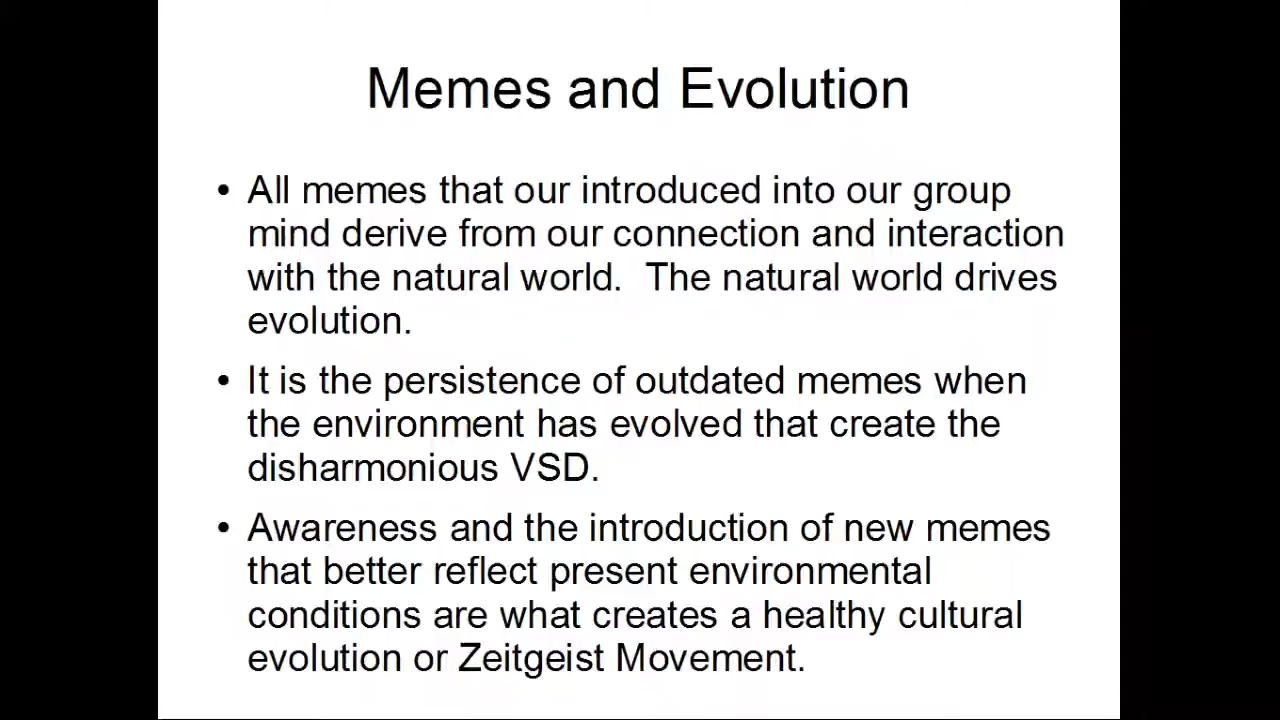 Memes and Evolution
• All memes that our introduced into our group
mind derive from our connection and interaction
with the natural world.  The natural world drives
evolution.
• It is the persistence of outdated memes when
the environment has evolved that create the
disharmonious VSD.
• Awareness and the introduction of new memes
that better reflect present environmental
conditions are what creates a healthy cultural
evolution or Zeitgeist Movement.